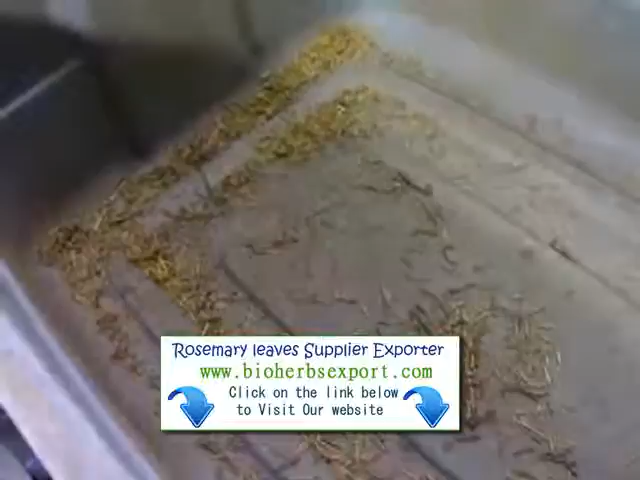 Rosemary leaves Supplier Exporter
www.bioherbsexport.com
Click on the link below
to Visit Our website